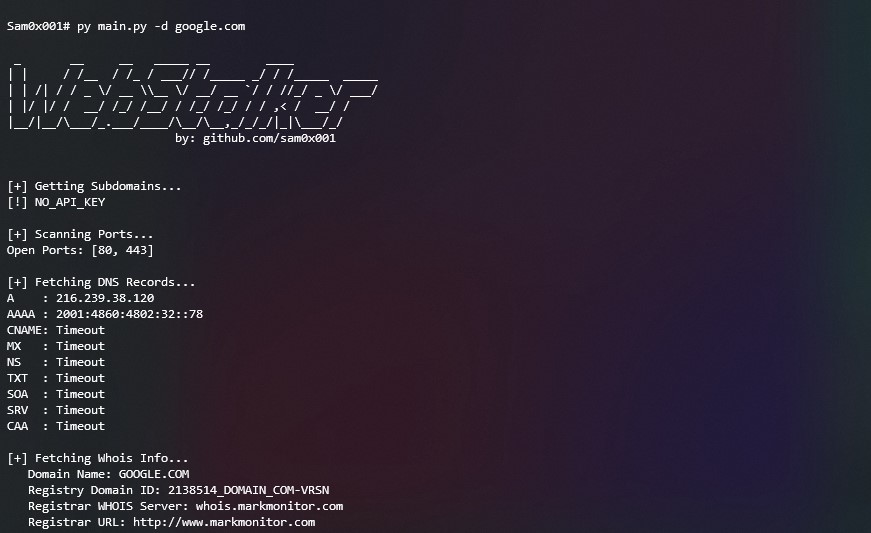 Sam0x001# py main.py -d google.com
WebStalker
by: github.com/sam0x001
[+] Getting Subdomains...
[!] NO_API_KEY
[+] Scanning Ports...
Open Ports: [80, 443]
[+] Fetching DNS Records...
A    : 216.239.38.120
AAAA : 2001:4860:4802:32::78
CNAME: Timeout
MX   : Timeout
NS   : Timeout
TXT  : Timeout
SOA  : Timeout
SRV  : Timeout
CAA  : Timeout
[+] Fetching Whois Info...
Domain Name: GOOGLE.COM
Registry Domain ID: 2138514_DOMAIN_COM-VRSN
Registrar WHOIS Server: whois.markmonitor.com
Registrar URL: http://www.markmonitor.com